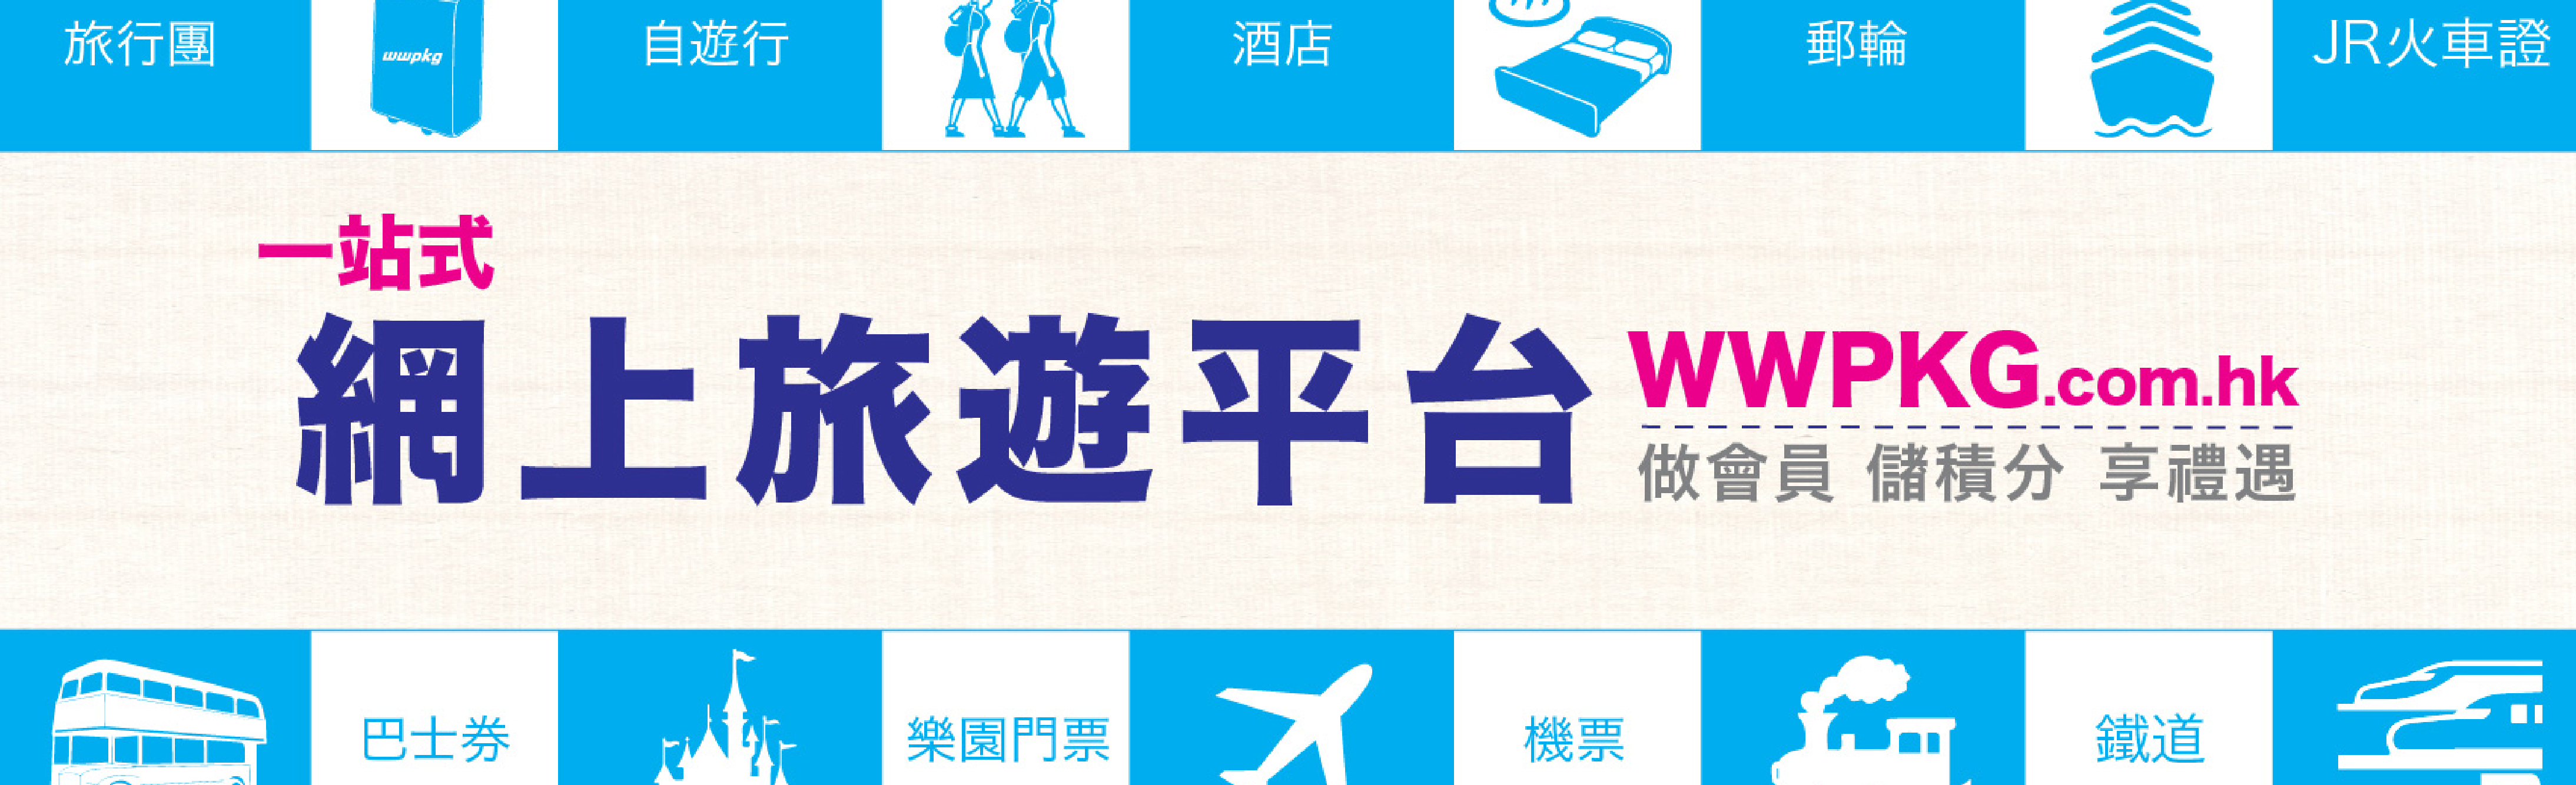 旅行團
wwpkg
自遊行
酒店
郵輪
JR火車證
一站式
網上旅遊平台
WWPKG.com.hk
做會員 儲積分 享禮遇
巴士券
樂園門票
機票
鐵道